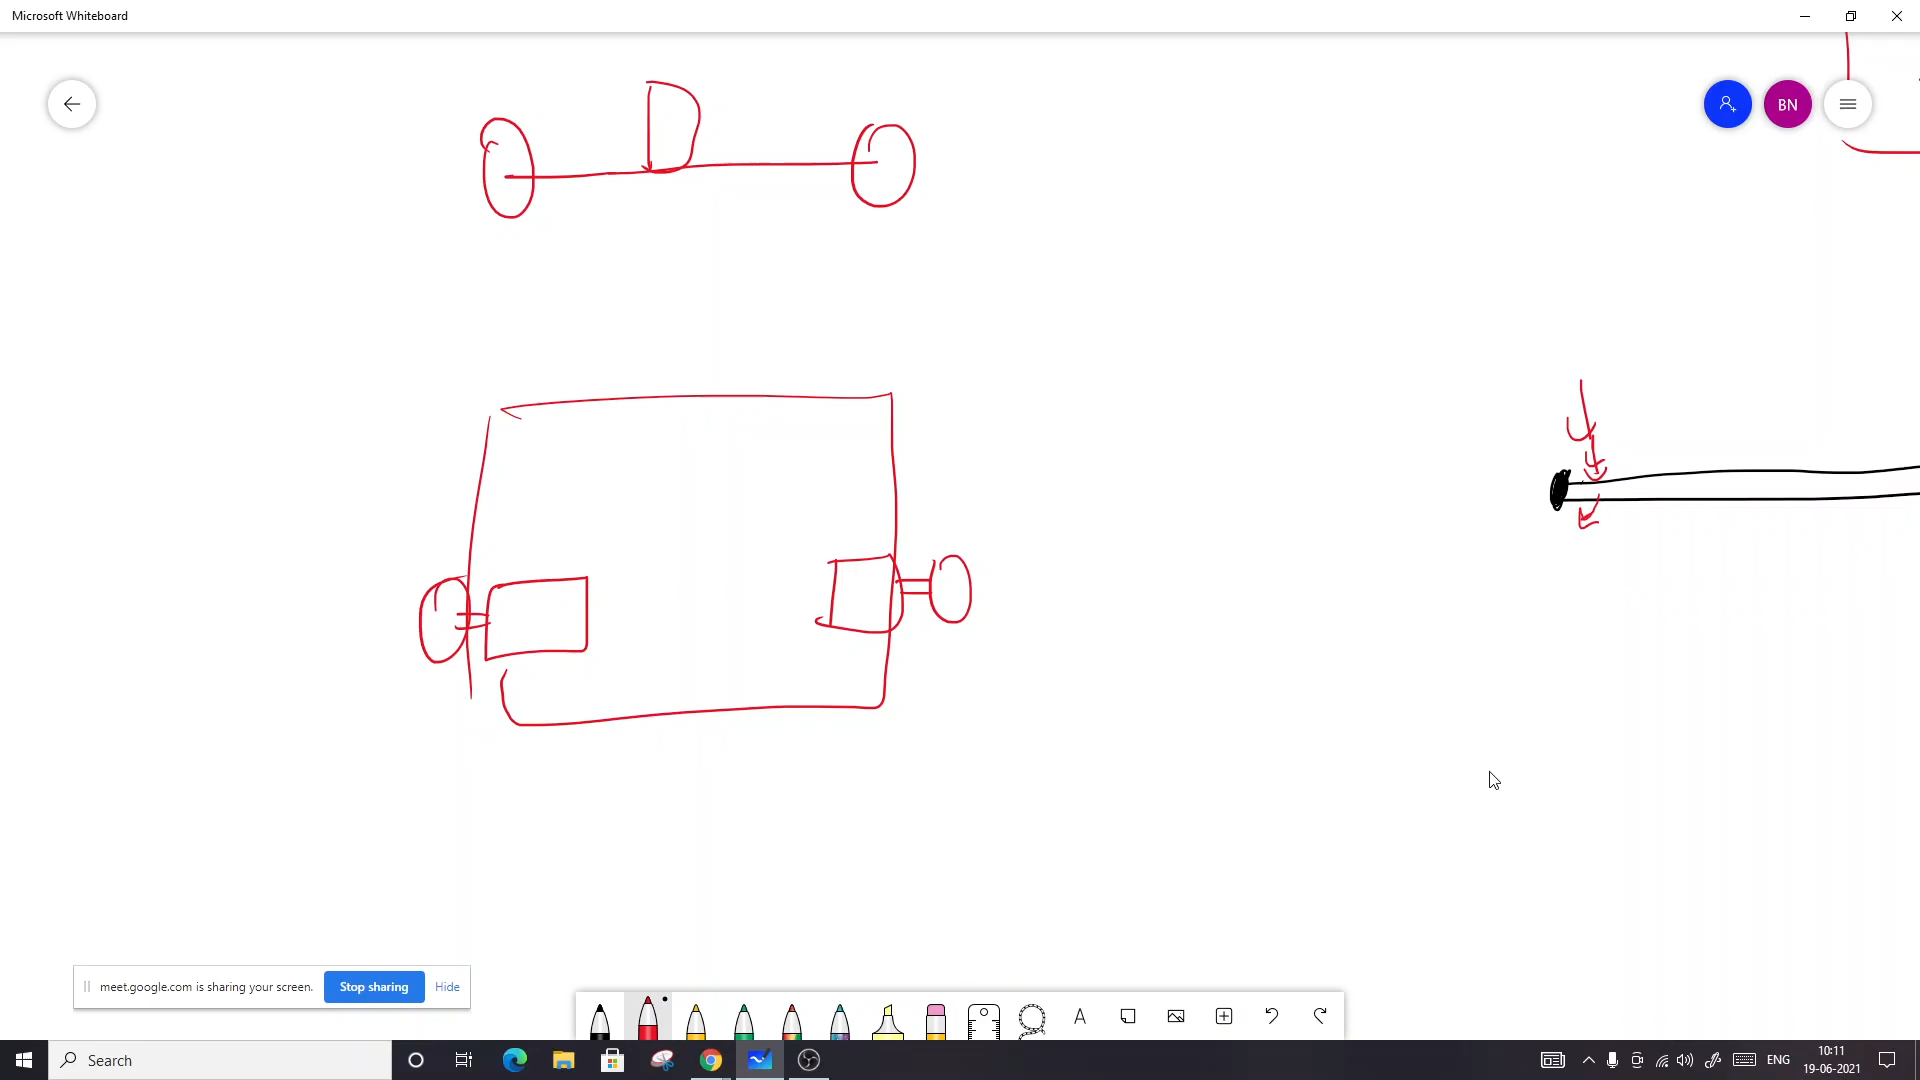 Microsoft Whiteboard
BN
meet.google.com is sharing your screen.
Stop sharing
Hide
A
Search
ENG
10:11
19-06-2021